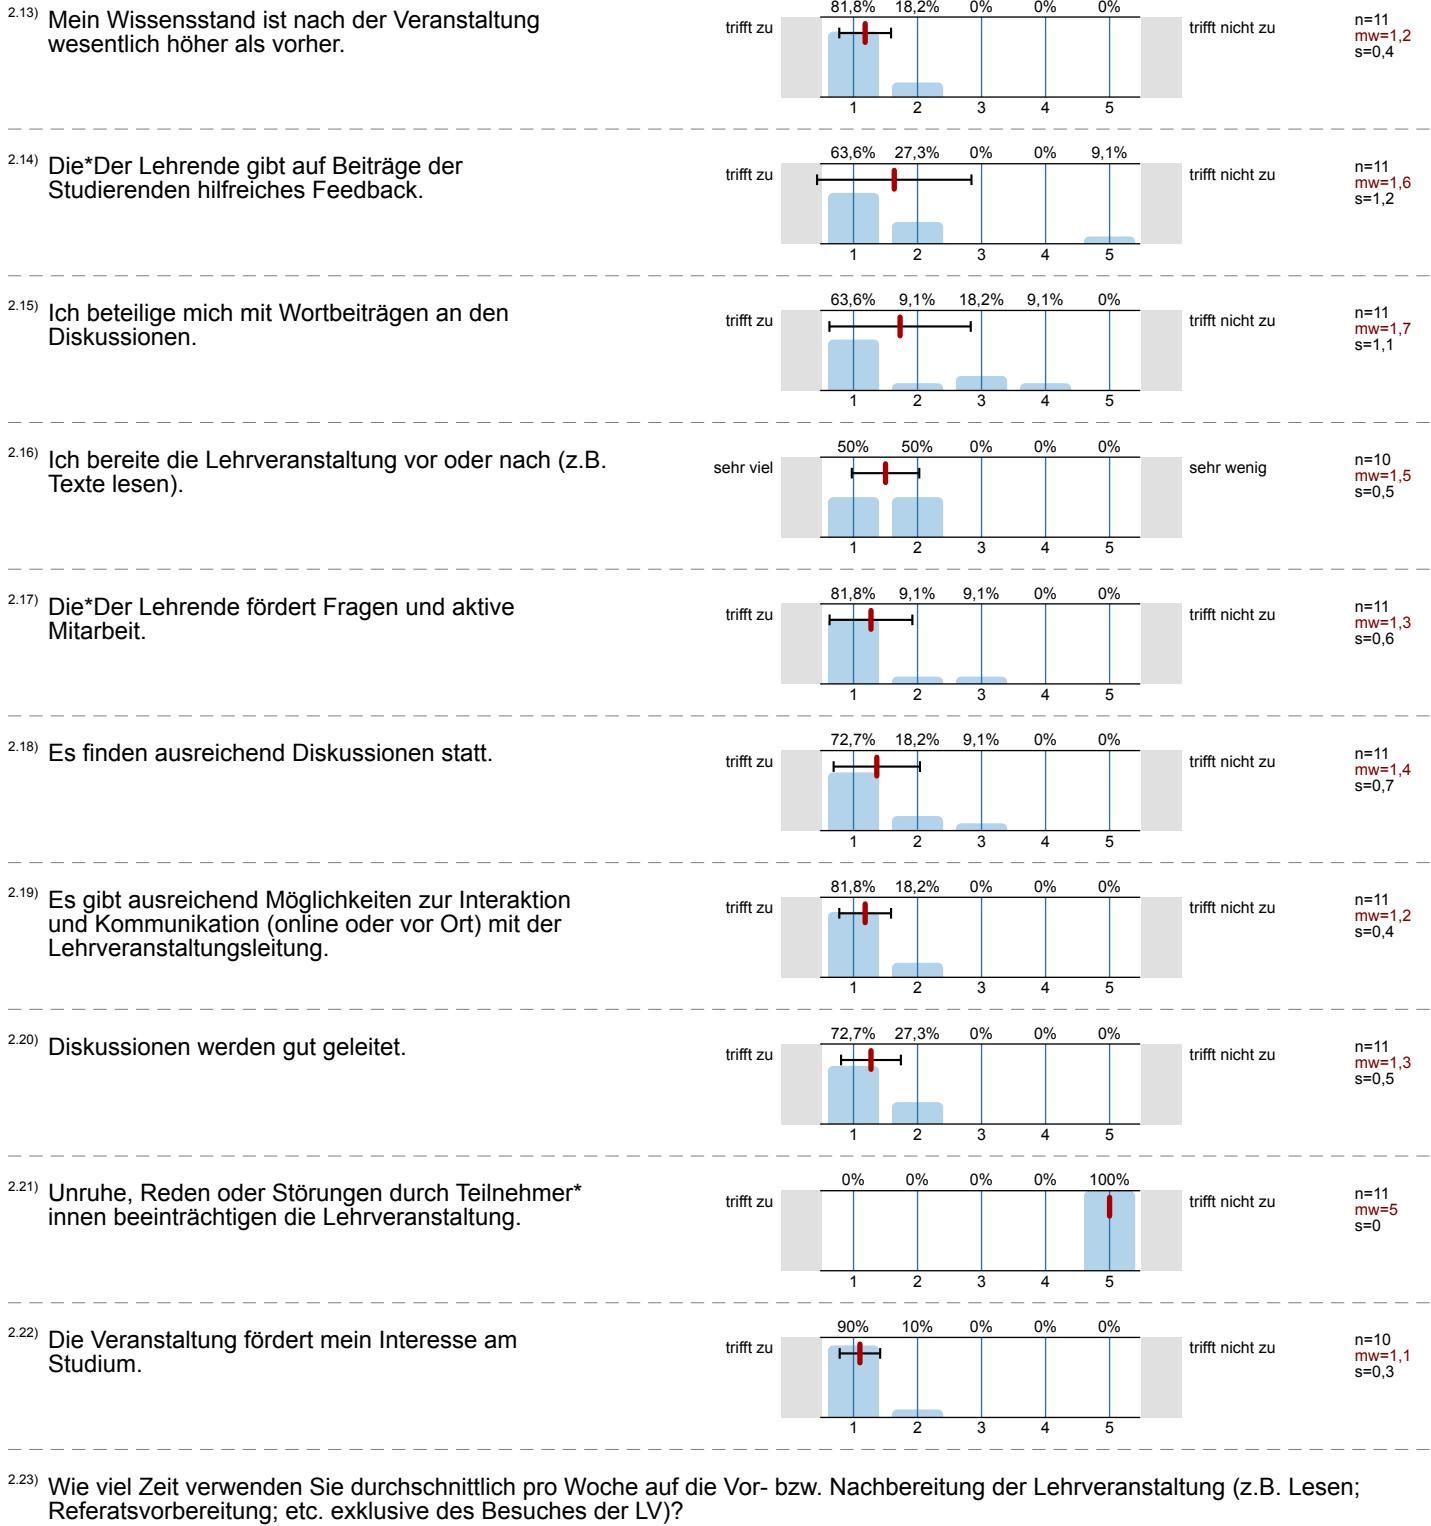 2.13) Mein Wissensstand ist nach der Veranstaltung
wesentlich höher als vorher.
trifft zu
81,8% 18,2% 0% 0% 0%
1 2 3 4 5
trifft nicht zu
n=11
mw=1,2
s=0,4
2.14) Die*Der Lehrende gibt auf Beiträge der
Studierenden hilfreiches Feedback.
trifft zu
63,6% 27,3% 0% 0% 9,1%
1 2 3 4 5
trifft nicht zu
n=11
mw=1,6
s=1,2
2.15) Ich beteilige mich mit Wortbeiträgen an den
Diskussionen.
trifft zu
63,6% 9,1% 18,2% 9,1% 0%
1 2 3 4 5
trifft nicht zu
n=11
mw=1,7
s=1,1
2.16) Ich bereite die Lehrveranstaltung vor oder nach (z.B.
Texte lesen).
sehr viel
50% 50% 0% 0% 0%
1 2 3 4 5
sehr wenig
n=10
mw=1,5
s=0,5
2.17) Die*Der Lehrende fördert Fragen und aktive
Mitarbeit.
trifft zu
81,8% 9,1% 9,1% 0% 0%
1 2 3 4 5
trifft nicht zu
n=11
mw=1,3
s=0,6
2.18) Es finden ausreichend Diskussionen statt.
trifft zu
72,7% 18,2% 9,1% 0% 0%
1 2 3 4 5
trifft nicht zu
n=11
mw=1,4
s=0,7
2.19) Es gibt ausreichend Möglichkeiten zur Interaktion
und Kommunikation (online oder vor Ort) mit der
Lehrveranstaltungsleitung.
trifft zu
81,8% 18,2% 0% 0% 0%
1 2 3 4 5
trifft nicht zu
n=11
mw=1,2
s=0,4
2.20) Diskussionen werden gut geleitet.
trifft zu
72,7% 27,3% 0% 0% 0%
1 2 3 4 5
trifft nicht zu
n=11
mw=1,3
s=0,5
2.21) Unruhe, Reden oder Störungen durch Teilnehmer*
innen beeinträchtigen die Lehrveranstaltung.
trifft zu
0% 0% 0% 0% 100%
1 2 3 4 5
trifft nicht zu
n=11
mw=5
s=0
2.22) Die Veranstaltung fördert mein Interesse am
Studium.
trifft zu
90% 10% 0% 0% 0%
1 2 3 4 5
trifft nicht zu
n=10
mw=1,1
s=0,3
2.23) Wie viel Zeit verwenden Sie durchschnittlich pro Woche auf die Vor- bzw. Nachbereitung der Lehrveranstaltung (z.B. Lesen;
Referatsvorbereitung; etc. exklusive des Besuches der LV)?